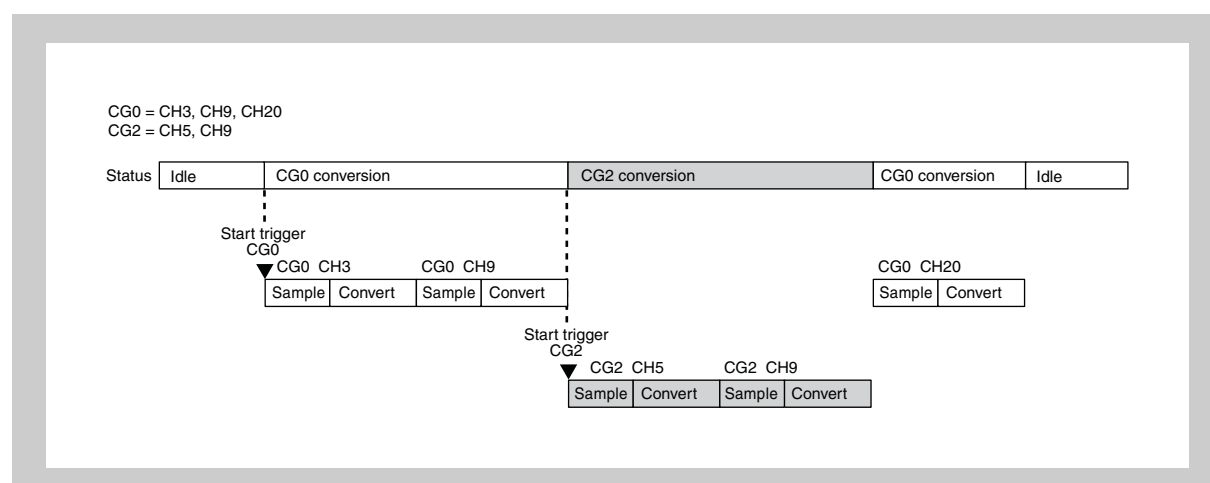 CG0 = CH3, CH9, CH20
CG2 = CH5, CH9
Status Idle CG0 conversion CG2 conversion CG0 conversion Idle
Start trigger
CG0
CG0 CH3 CG0 CH9 CG0 CH20
Sample Convert Sample Convert Sample Convert
Start trigger
CG2
CG2 CH5 CG2 CH9
Sample Convert Sample Convert